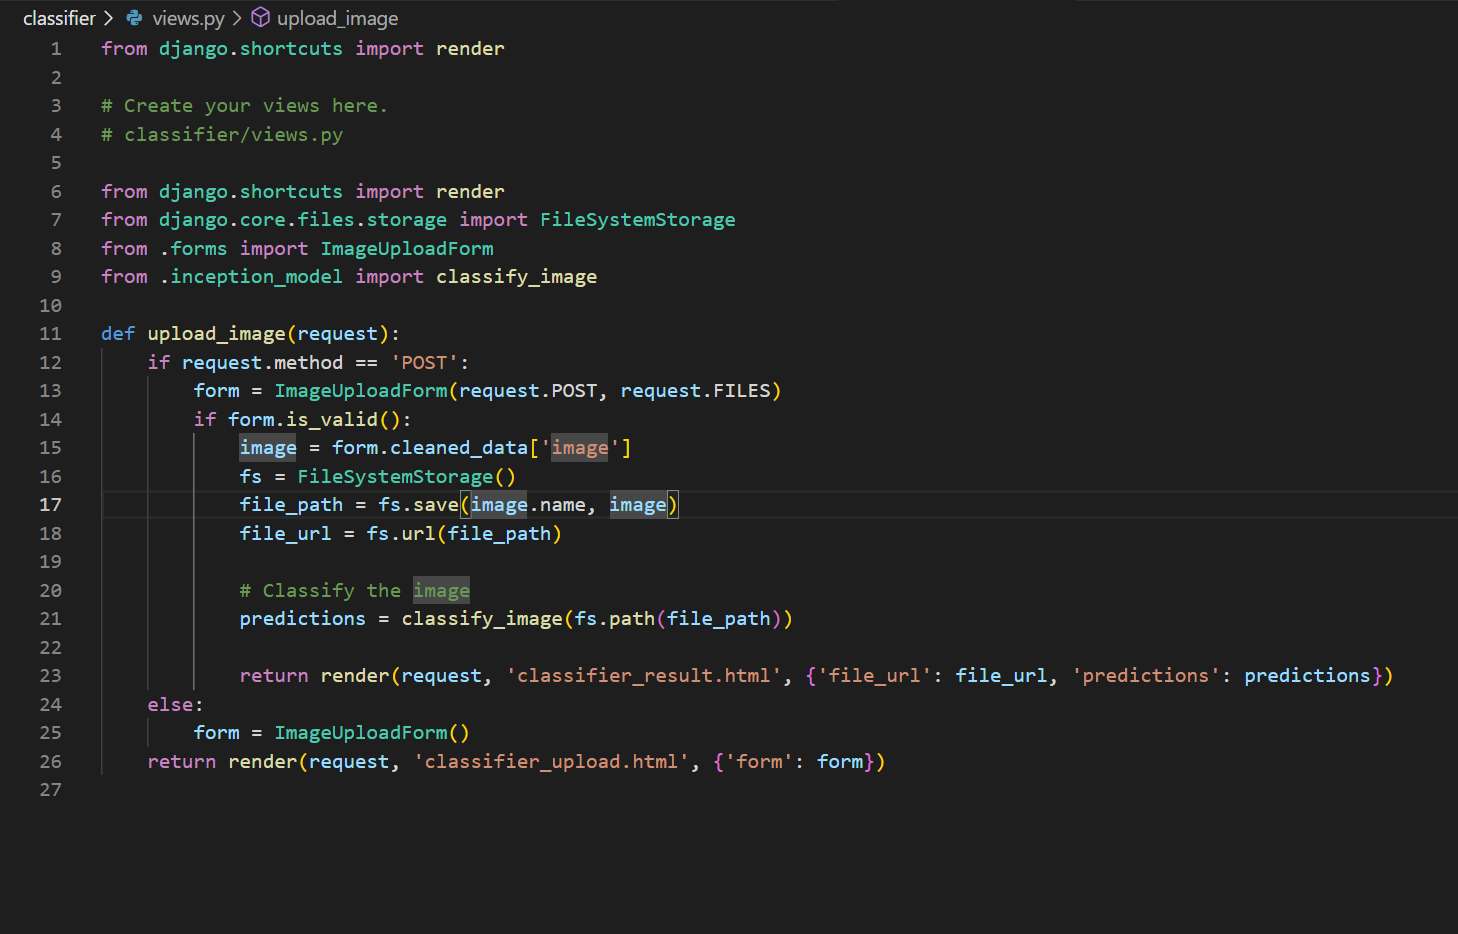 classifier > views.py > upload_image
1 from django.shortcuts import render
2
3 # Create your views here.
4 # classifier/views.py
5
6 from django.shortcuts import render
7 from django.core.files.storage import FileSystemStorage
8 from .forms import ImageUploadForm
9 from .inception_model import classify_image
10
11 def upload_image(request):
12     if request.method == 'POST':
13         form = ImageUploadForm(request.POST, request.FILES)
14         if form.is_valid():
15             image = form.cleaned_data['image']
16             fs = FileSystemStorage()
17             file_path = fs.save(image.name, image)
18             file_url = fs.url(file_path)
19
20             # Classify the image
21             predictions = classify_image(fs.path(file_path))
22
23             return render(request, 'classifier_result.html', {'file_url': file_url, 'predictions': predictions})
24     else:
25         form = ImageUploadForm()
26     return render(request, 'classifier_upload.html', {'form': form})
27